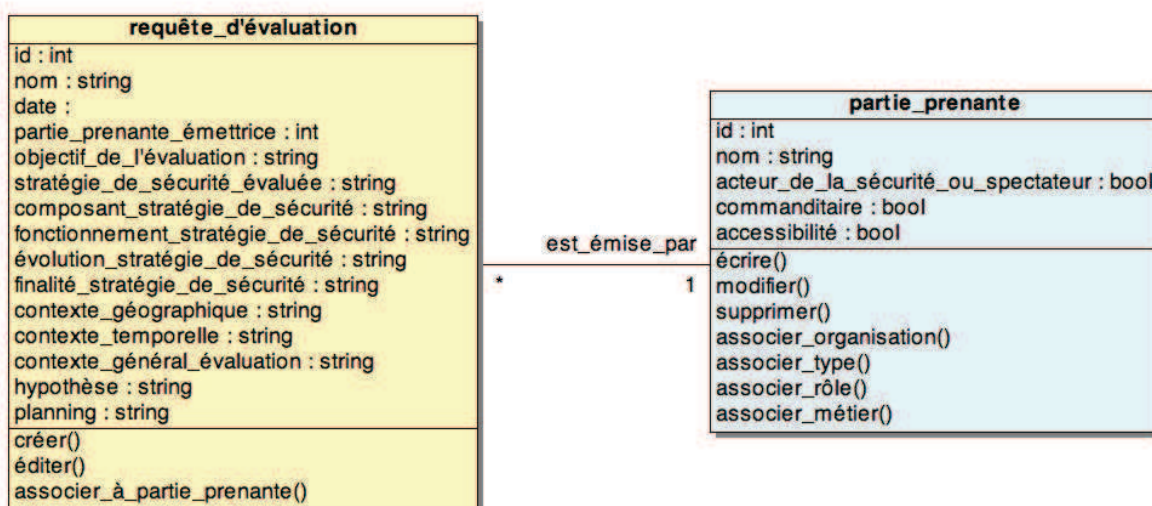 requête_d'évaluation
id : int
nom : string
date :
partie_prenante_émettrice : int
objectif_de_l'évaluation : string
stratégie_de_sécurité_évaluée : string
composant_stratégie_de_sécurité : string
fonctionnement_stratégie_de_sécurité : string
évolution_stratégie_de_sécurité : string
finalité_stratégie_de_sécurité : string
contexte_géographique : string
contexte_temporelle : string
contexte_général_évaluation : string
hypothèse : string
planning : string
créer()
éditer()
associer_à_partie_prenante()
est_émise_par
* 1
partie_prenante
id : int
nom : string
acteur_de_la_sécurité_ou_spectateur : bool
commanditaire : bool
accessibilité : bool
écrire()
modifier()
supprimer()
associer_organisation()
associer_type()
associer_rôle()
associer_métier()